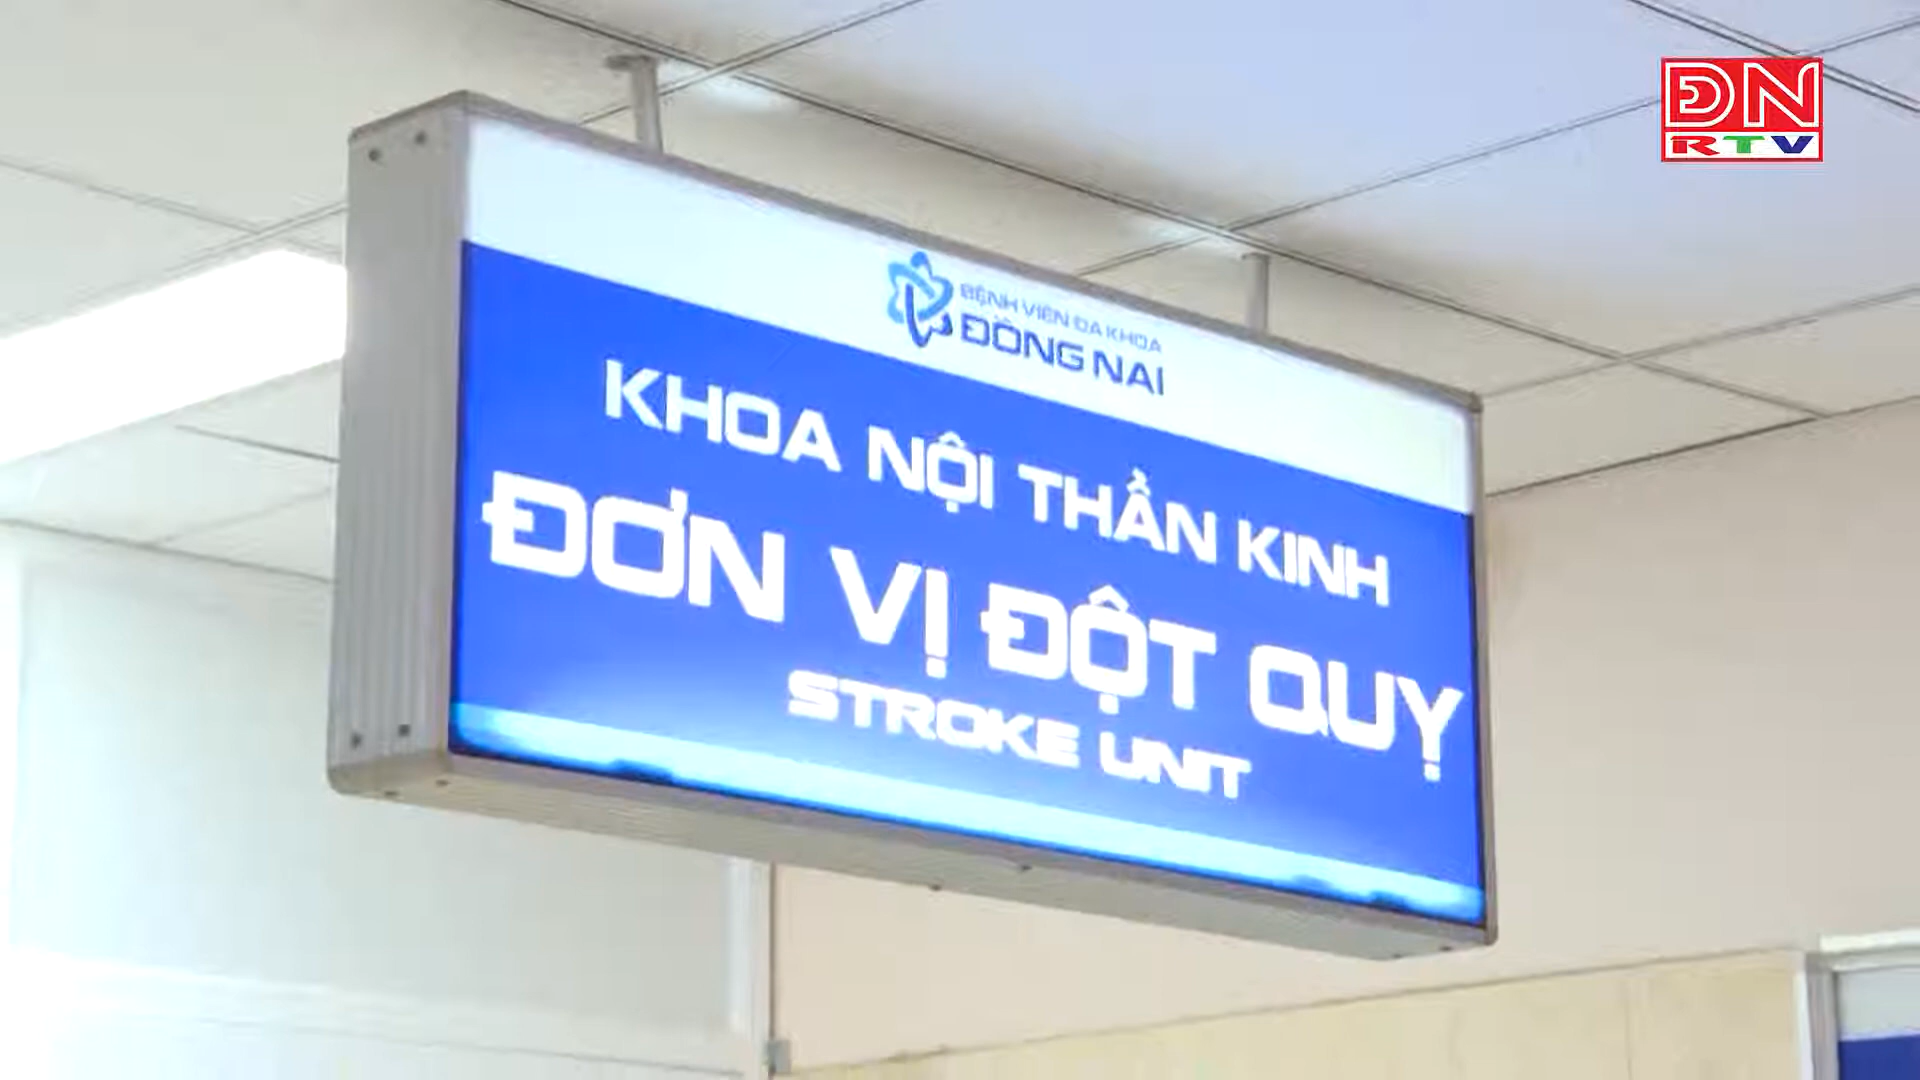 ĐN
RTV
BỆNH VIỆN ĐA KHOA
ĐỒNG NAI
KHOA NỘI THẦN KINH
ĐƠN VỊ ĐỘT QUỴ
STROKE UNIT